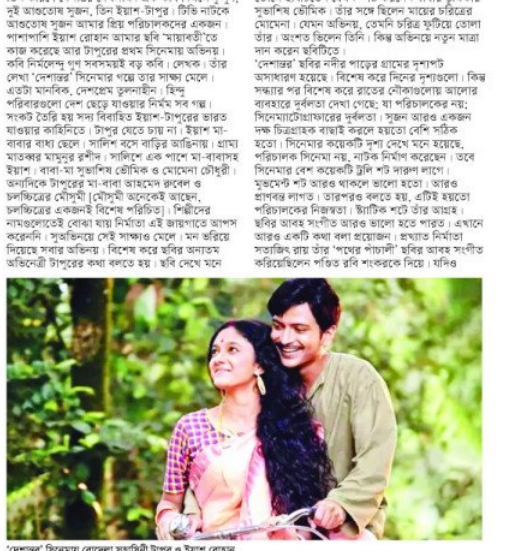 দুই আশুতোষ সুজন, তিন ইয়াশ-টাপুর। টিভি নাটকে
আশুতোষ সুজন আমার প্রিয় পরিচালকদের একজন।
পাশাপাশি ইয়াশ রোহান আমার ছবি ‘মায়াবতী’তে
কাজ করেছে আর টাপুরের প্রথম সিনেমায় অভিনয়।
কবি নির্মলেন্দু গুণ সবসময়ই বড় কবি। লেখক। তাঁর
লেখা ‘দেশান্তর’ সিনেমার গল্পে তার সাক্ষ্য মেলে।
এতটা মানবিক, দেশপ্রেম তুলনাহীন। হিন্দু
পরিবারগুলো দেশ ছেড়ে যাওয়ার নির্মম সব গল্প।
সংকট তৈরি হয় সদ্য বিবাহিত ইয়াশ-টাপুরের ভারত
যাওয়ার কাহিনিতে। টাপুর যেতে চায় না। ইয়াশ মা-
বাবার বাধ্য ছেলে। সালিশ বসে বাড়ির আঙিনায়। গ্রাম্য
মাতব্বর মামুনুর রশীদ। সালিশে এক পাশে মা-বাবাসহ
ইয়াশ। বাবা-মা সুভাশিষ ভৌমিক ও মোমেনা চৌধুরী।
অন্যদিকে টাপুরের মা-বাবা আহমেদ রুবেল ও
চলচ্চিত্রের মৌসুমী [মৌসুমী অনেকেই আছেন,
চলচ্চিত্রের একজনই বিশেষ পরিচিত]। শিল্পীদের
নামগুলোতেই বোঝা যায় নির্মাতা এই জায়গাতে আপস
করেননি। সুঅভিনয়ে সেই সাক্ষ্যও মেলে। মন ভরিয়ে
দিয়েছে সবার অভিনয়। বিশেষ করে ছবির অন্যতম
অভিনেত্রী টাপুরের কথা বলতে হয়। ছবি দেখে মনে
সুভাশিষ ভৌমিক। তাঁর সঙ্গে ছিলেন মায়ের চরিত্রের
মোমেনা। যেমন অভিনয়, তেমনি চরিত্র ফুটিয়ে তোলা
তাঁর। অংশত ভিলেন তিনি। কিন্তু অভিনয়ে নতুন মাত্রা
দান করেন ছবিটিতে।
‘দেশান্তর’ ছবির নদীর পাড়ের গ্রামের দৃশ্যপট
অসাধারণ হয়েছে। বিশেষ করে দিনের দৃশ্যগুলো। কিন্তু
সন্ধ্যার পর বিশেষ করে রাতের নৌকাগুলোয় আলোর
ব্যবহারে দুর্বলতা দেখা গেছে; যা পরিচালকের নয়;
সিনেম্যাটোগ্রাফারের দুর্বলতা। সুজন আরও একজন
দক্ষ চিত্রগ্রাহক বাছাই করলে হয়তো বেশি সঠিক
হতো। সিনেমার কয়েকটি দৃশ্য দেখে মনে হয়েছে,
পরিচালক সিনেমা নয়, নাটক নির্মাণ করেছেন। তবে
সিনেমার বেশ কয়েকটি ট্রলি শট দারুণ লাগে।
মুভমেন্ট শট আরও থাকলে ভালো হতো। আরও
প্রাণবন্ত লাগত। তারপরও বলতে হয়, এটিই হয়তো
পরিচালকের নিজস্বতা। স্ট্যাটিক শটে তাঁর আগ্রহ।
ছবির আবহ সংগীত আরও ভালো হতে পারত। এখানে
আরও একটি কথা বলা প্রয়োজন। প্রখ্যাত নির্মাতা
সত্যজিৎ রায় তাঁর ‘পথের পাঁচালী’ ছবির আবহ সংগীত
করিয়েছিলেন পণ্ডিত রবি শংকরকে দিয়ে। যদিও
‘দেশান্তর’ সিনেমায় রোদেলা সুহাসিনী টাপুর ও ইয়াশ রোহান